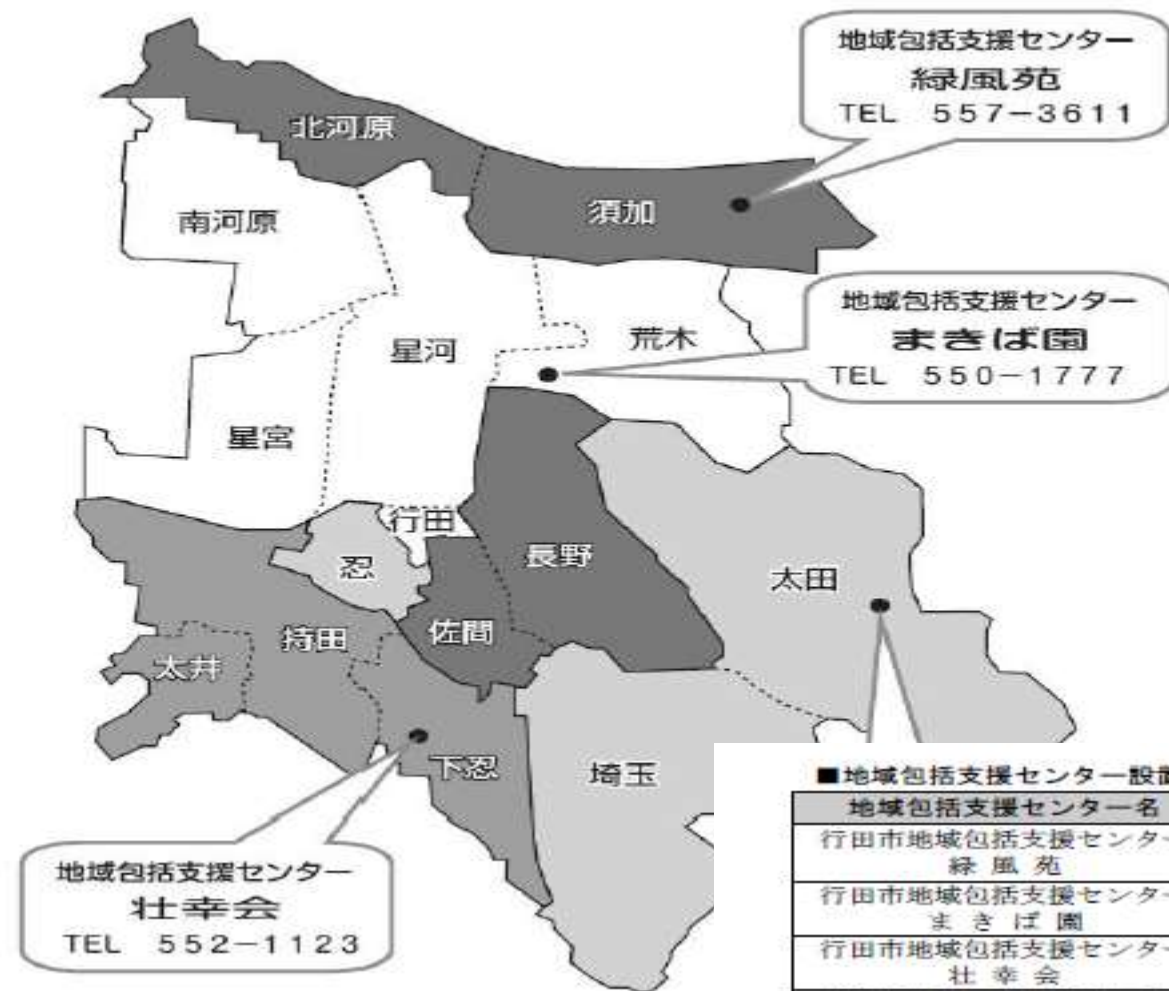 地域包括支援センター
緑風苑
TEL 557-3611
北河原
須加
南河原
地域包括支援センター
まきば園
TEL 550-1777
荒木
星河
星宮
行田
忍
長野
太田
佐間
持田
太井
下忍
埼玉
地域包括支援センター
壮幸会
TEL 552-1123
■地域包括支援センター設置
地域包括支援センター名
行田市地域包括支援センター
緑風苑
行田市地域包括支援センター
まきば園
行田市地域包括支援センター
壮幸会